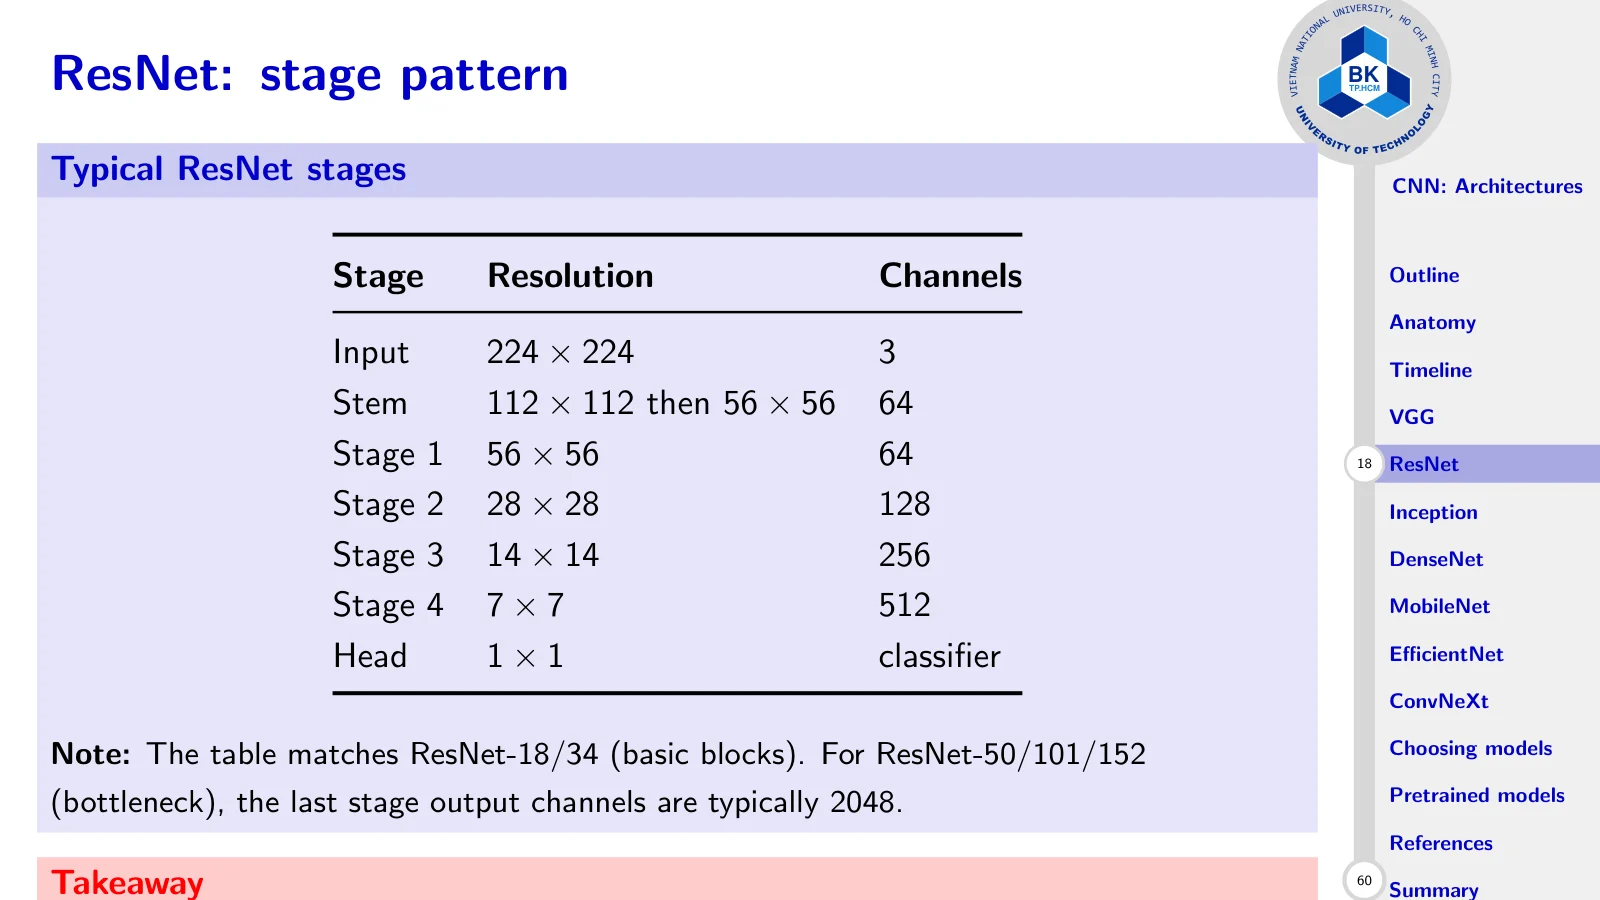 ResNet: stage pattern
VIETNAM NATIONAL UNIVERSITY, HO CHI MINH CITY
BK
TP.HCM
UNIVERSITY OF TECHNOLOGY
Typical ResNet stages
Stage Resolution Channels
Input 224 × 224 3
Stem 112 × 112 then 56 × 56 64
Stage 1 56 × 56 64
Stage 2 28 × 28 128
Stage 3 14 × 14 256
Stage 4 7 × 7 512
Head 1 × 1 classifier
Note: The table matches ResNet-18/34 (basic blocks). For ResNet-50/101/152
(bottleneck), the last stage output channels are typically 2048.
Takeaway
CNN: Architectures
Outline
Anatomy
Timeline
VGG
18 ResNet
Inception
DenseNet
MobileNet
EfficientNet
ConvNeXt
Choosing models
Pretrained models
References
60
Summary